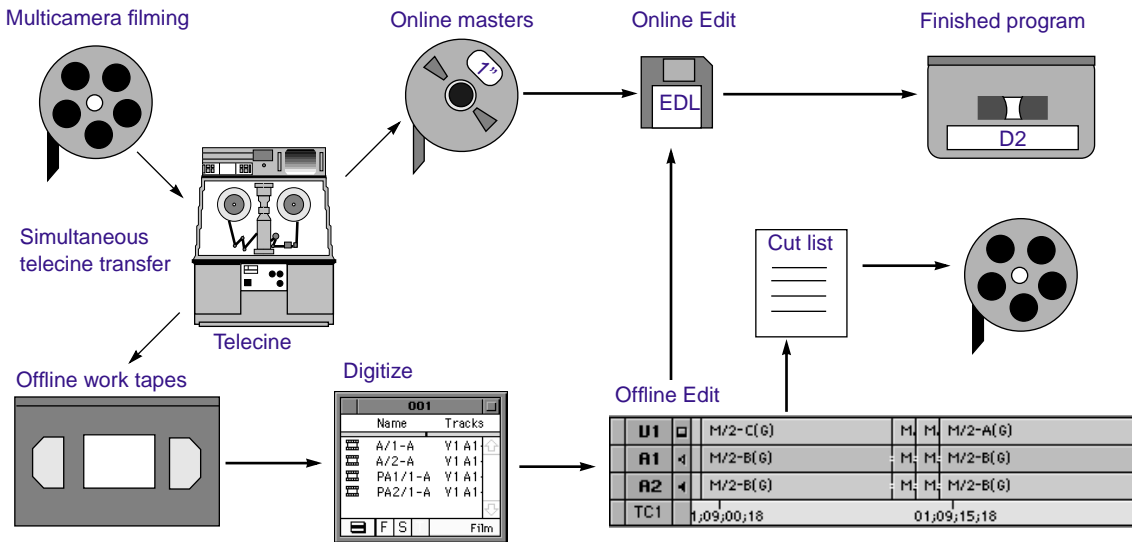 Multicamera filming
Online masters
Online Edit
Finished program
1”
EDL
D2
Simultaneous
telecine transfer
Cut list
Telecine
Offline work tapes
Digitize
Offline Edit
001
Name Tracks
A/1-A V1 A1
A/2-A V1 A1
PA1/1-A V1 A1
PA2/1-A V1 A1
F S Film
V1 M/2-C(G) M M M/2-A(G)
A1 M/2-B(G) M M M/2-B(G)
A2 M/2-B(G) M M M/2-B(G)
TC1 1;09;00;18 01;09;15;18